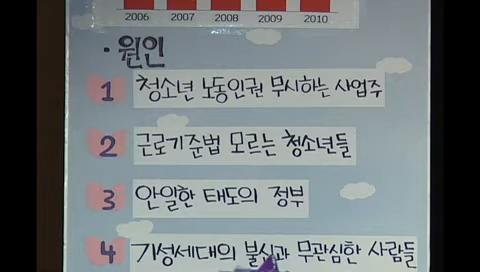 2006 2007 2008 2009 2010
· 원인
1 청소년 노동인권 무시하는 사업주
2 근로기준법 모르는 청소년들
3 안일한 태도의 정부
4 기성세대의 불신과 무관심한 사람들